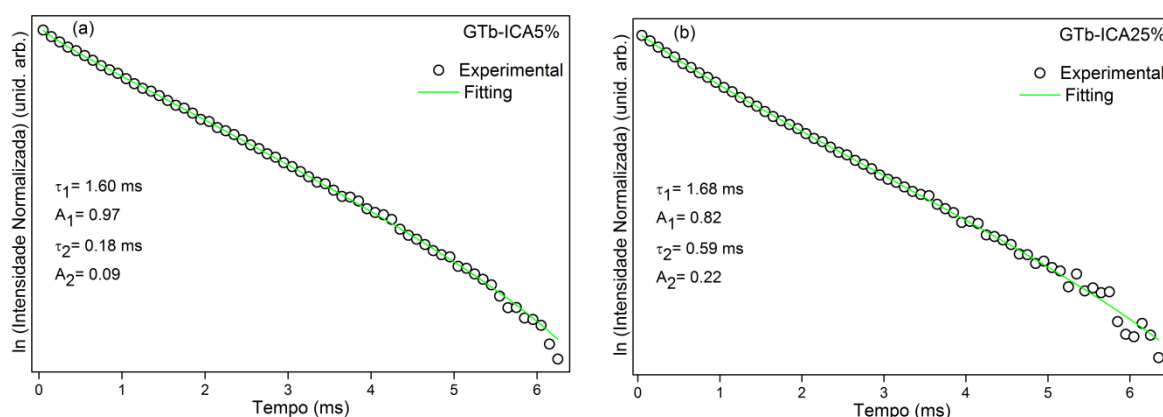 (a)
GTb-ICA5%
Experimental
Fitting
ln (Intensidade Normalizada) (unid. arb.)
τ1= 1.60 ms
A1= 0.97
τ2= 0.18 ms
A2= 0.09
0 1 2 3 4 5 6
Tempo (ms)
(b)
GTb-ICA25%
Experimental
Fitting
ln (Intensidade Normalizada) (unid. arb.)
τ1= 1.68 ms
A1= 0.82
τ2= 0.59 ms
A2= 0.22
0 1 2 3 4 5 6
Tempo (ms)